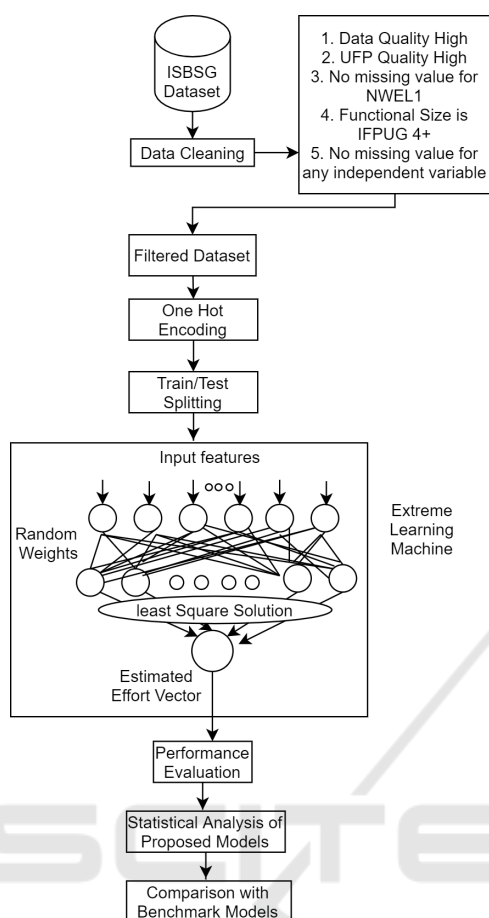 ISBSG
Dataset
Data Cleaning
1. Data Quality High
2. UFP Quality High
3. No missing value for
NWEL1
4. Functional Size is
IFPUG 4+
5. No missing value for
any independent variable
Filtered Dataset
One Hot
Encoding
Train/Test
Splitting
Input features
Random
Weights
Extreme
Learning
Machine
least Square Solution
Estimated
Effort Vector
Performance
Evaluation
Statistical Analysis of
Proposed Models
Comparison with
Benchmark Models